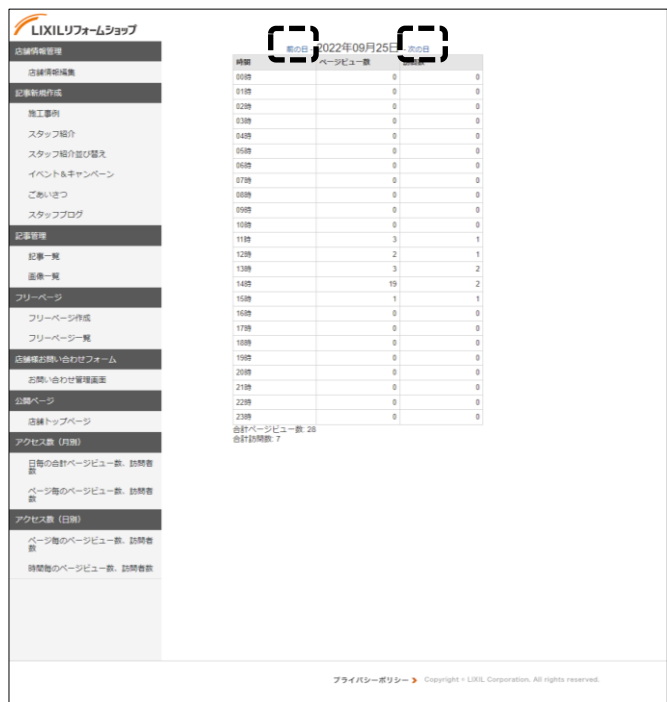 LIXILリフォームショップ
店舗情報管理
店舗情報編集
記事新規作成
施工事例
スタッフ紹介
スタッフ紹介並び替え
イベント&キャンペーン
ごあいさつ
スタッフブログ
記事管理
記事一覧
画像一覧
フリーページ
フリーページ作成
フリーページ一覧
店舗様お問い合わせフォーム
お問い合わせ管理画面
公開ページ
店舗トップページ
アクセス数（月別）
日毎の合計ページビュー数、訪問者
数
ページ毎のページビュー数、訪問者
数
アクセス数（日別）
ページ毎のページビュー数、訪問者
数
時間毎のページビュー数、訪問者数
前の日 - 2022年09月25日 - 次の日
時間 ページビュー数 訪問数
00時 0 0
01時 0 0
02時 0 0
03時 0 0
04時 0 0
05時 0 0
06時 0 0
07時 0 0
08時 0 0
09時 0 0
10時 0 0
11時 3 1
12時 2 1
13時 3 2
14時 19 2
15時 1 1
16時 0 0
17時 0 0
18時 0 0
19時 0 0
20時 0 0
21時 0 0
22時 0 0
23時 0 0
合計ページビュー数: 28
合計訪問数: 7
プライバシーポリシー Copyright © LIXIL Corporation. All rights reserved.